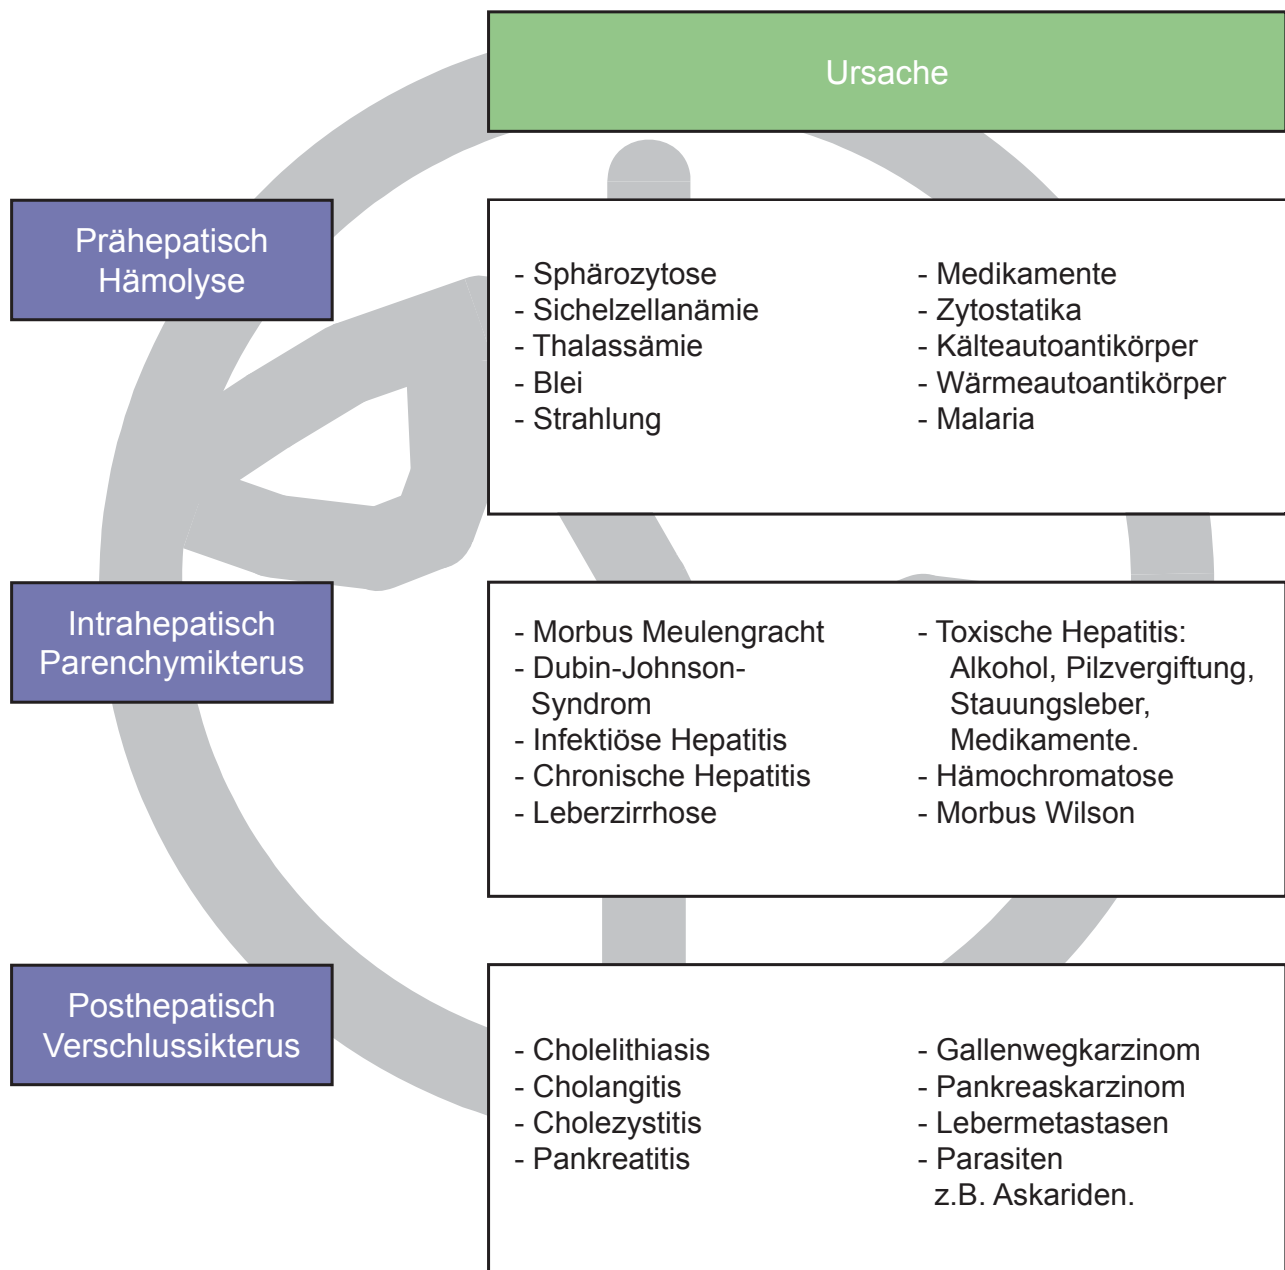 Ursache
Prähepatisch
Hämolyse
- Sphärozytose
- Sichelzellanämie
- Thalassämie
- Blei
- Strahlung
- Medikamente
- Zytostatika
- Kälteautoantikörper
- Wärmeautoantikörper
- Malaria
Intrahepatisch
Parenchymikterus
- Morbus Meulengracht
- Dubin-Johnson-
Syndrom
- Infektiöse Hepatitis
- Chronische Hepatitis
- Leberzirrhose
- Toxische Hepatitis:
Alkohol, Pilzvergiftung,
Stauungsleber,
Medikamente.
- Hämochromatose
- Morbus Wilson
Posthepatisch
Verschlussikterus
- Cholelithiasis
- Cholangitis
- Cholezystitis
- Pankreatitis
- Gallenwegkarzinom
- Pankreaskarzinom
- Lebermetastasen
- Parasiten
z.B. Askariden.